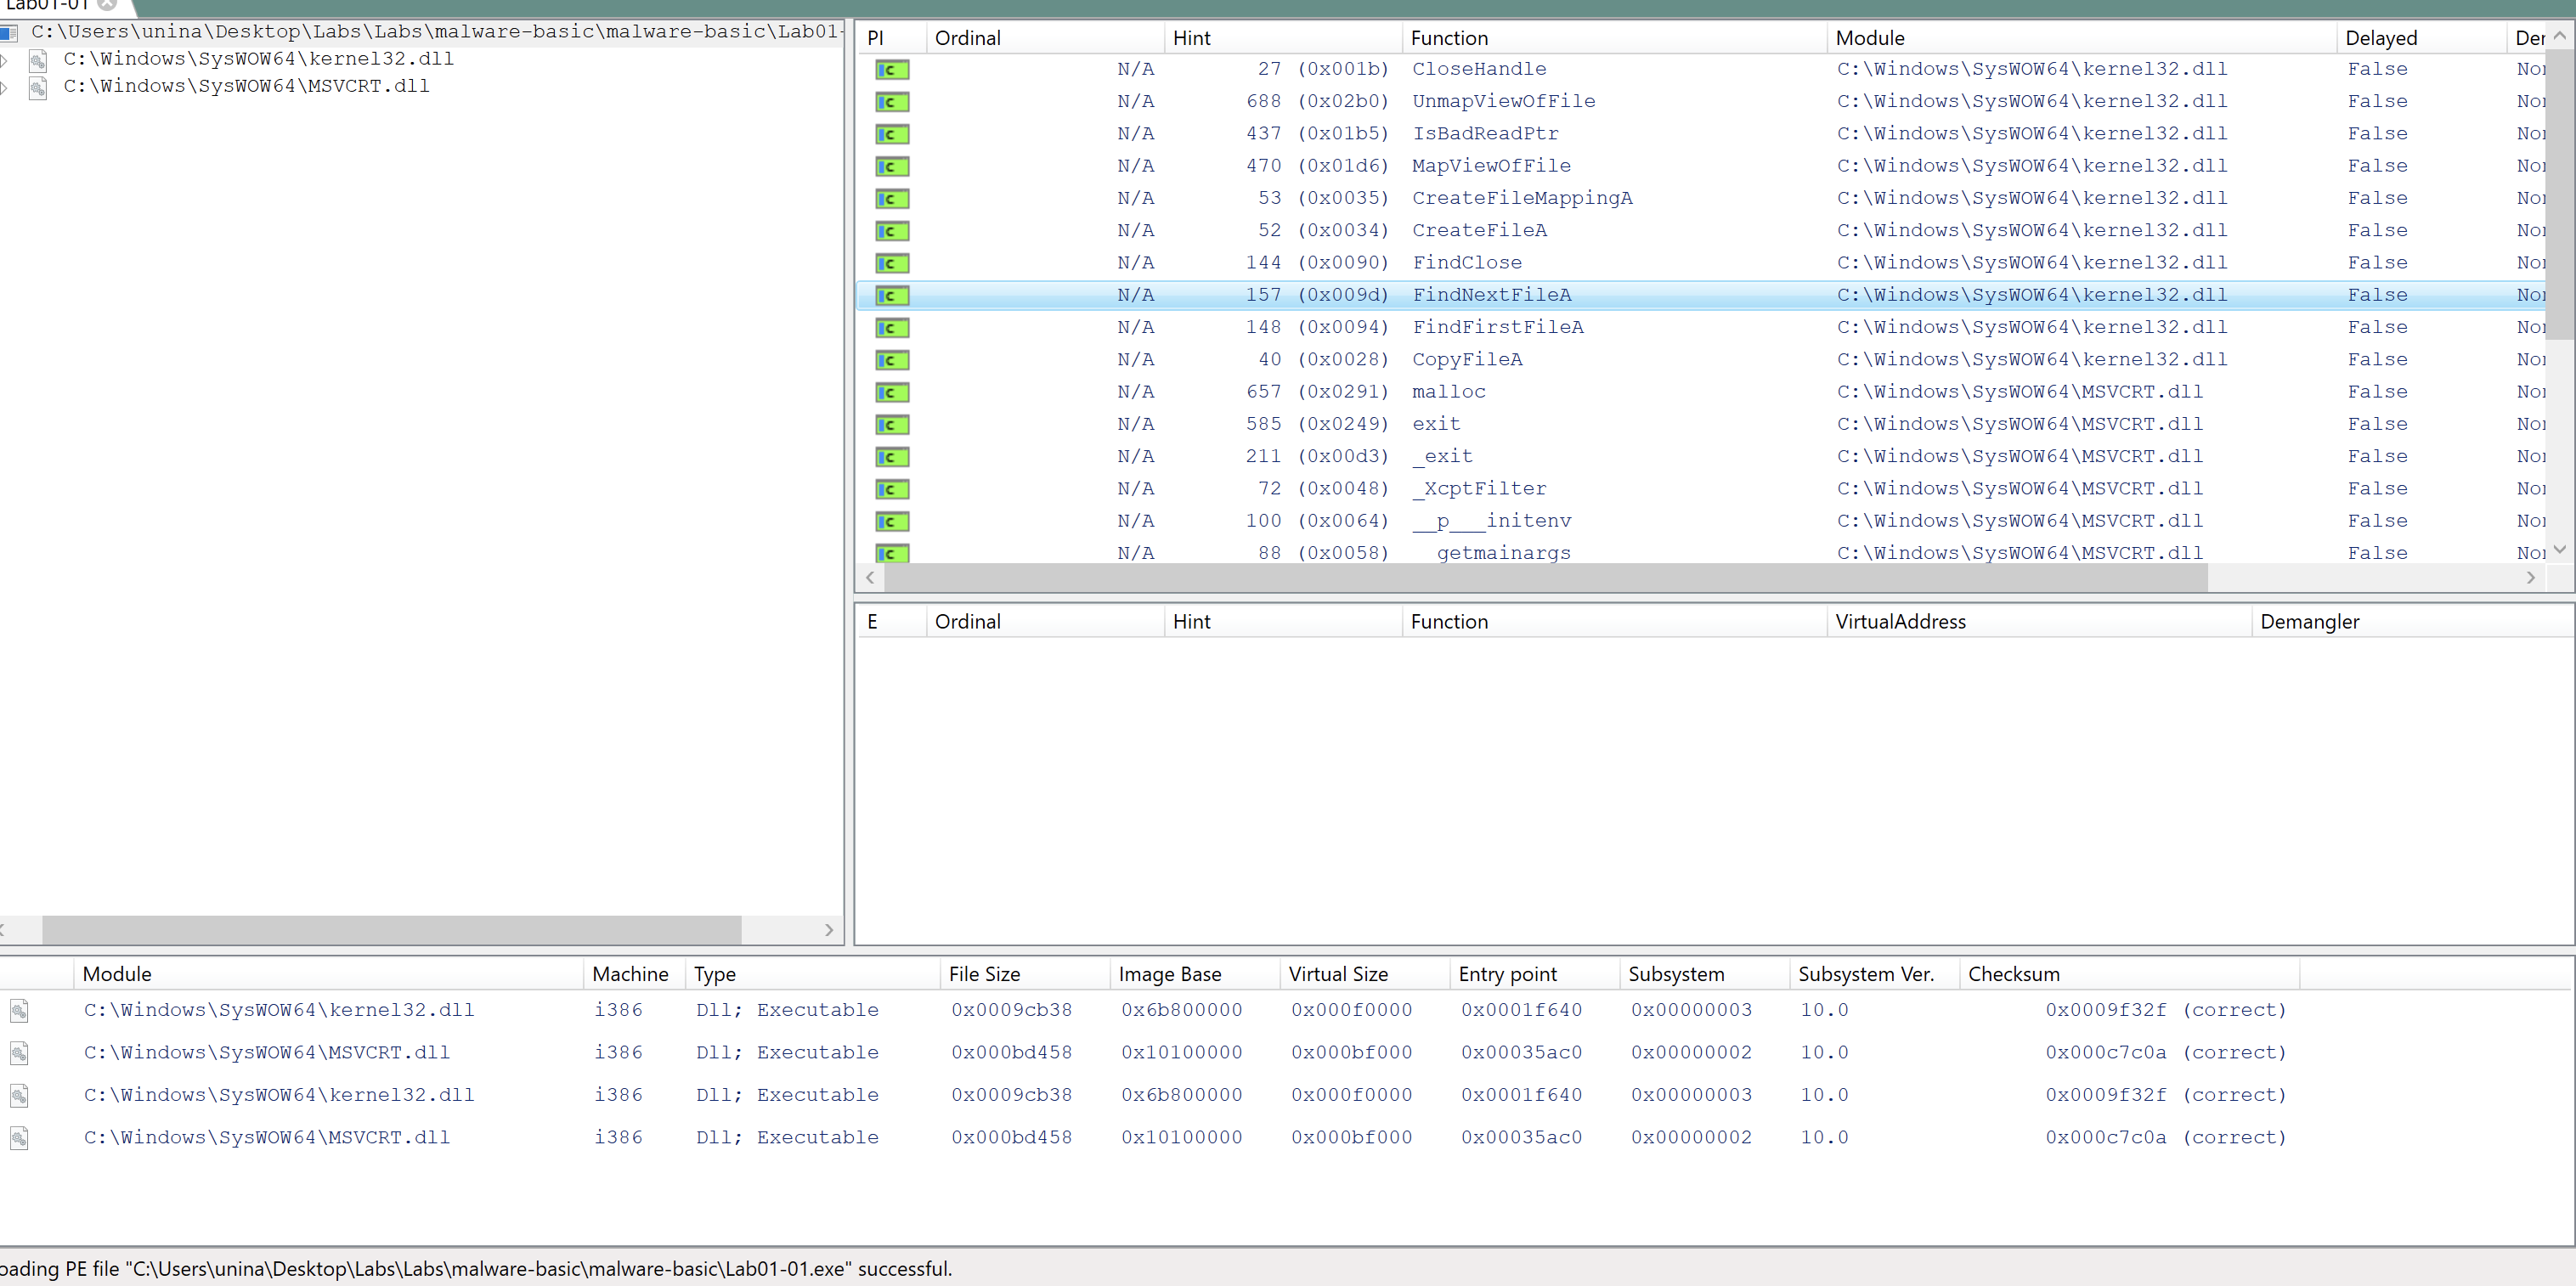 Lab01-01
C:\Users\unina\Desktop\Labs\Labs\malware-basic\malware-basic\Lab01-
C:\Windows\SysWOW64\kernel32.dll
C:\Windows\SysWOW64\MSVCRT.dll
PI Ordinal Hint Function Module Delayed Der
C N/A 27 (0x001b) CloseHandle C:\Windows\SysWOW64\kernel32.dll False Nor
C N/A 688 (0x02b0) UnmapViewOfFile C:\Windows\SysWOW64\kernel32.dll False Nor
C N/A 437 (0x01b5) IsBadReadPtr C:\Windows\SysWOW64\kernel32.dll False Nor
C N/A 470 (0x01d6) MapViewOfFile C:\Windows\SysWOW64\kernel32.dll False Nor
C N/A 53 (0x0035) CreateFileMappingA C:\Windows\SysWOW64\kernel32.dll False Nor
C N/A 52 (0x0034) CreateFileA C:\Windows\SysWOW64\kernel32.dll False Nor
C N/A 144 (0x0090) FindClose C:\Windows\SysWOW64\kernel32.dll False Nor
C N/A 157 (0x009d) FindNextFileA C:\Windows\SysWOW64\kernel32.dll False Nor
C N/A 148 (0x0094) FindFirstFileA C:\Windows\SysWOW64\kernel32.dll False Nor
C N/A 40 (0x0028) CopyFileA C:\Windows\SysWOW64\kernel32.dll False Nor
C N/A 657 (0x0291) malloc C:\Windows\SysWOW64\MSVCRT.dll False Nor
C N/A 585 (0x0249) exit C:\Windows\SysWOW64\MSVCRT.dll False Nor
C N/A 211 (0x00d3) _exit C:\Windows\SysWOW64\MSVCRT.dll False Nor
C N/A 72 (0x0048) _XcptFilter C:\Windows\SysWOW64\MSVCRT.dll False Nor
C N/A 100 (0x0064) __p___initenv C:\Windows\SysWOW64\MSVCRT.dll False Nor
C N/A 88 (0x0058) __getmainargs C:\Windows\SysWOW64\MSVCRT.dll False Nor
E Ordinal Hint Function VirtualAddress Demangler
Module Machine Type File Size Image Base Virtual Size Entry point Subsystem Subsystem Ver. Checksum
C:\Windows\SysWOW64\kernel32.dll i386 Dll; Executable 0x0009cb38 0x6b800000 0x000f0000 0x0001f640 0x00000003 10.0 0x0009f32f (correct)
C:\Windows\SysWOW64\MSVCRT.dll i386 Dll; Executable 0x000bd458 0x10100000 0x000bf000 0x00035ac0 0x00000002 10.0 0x000c7c0a (correct)
C:\Windows\SysWOW64\kernel32.dll i386 Dll; Executable 0x0009cb38 0x6b800000 0x000f0000 0x0001f640 0x00000003 10.0 0x0009f32f (correct)
C:\Windows\SysWOW64\MSVCRT.dll i386 Dll; Executable 0x000bd458 0x10100000 0x000bf000 0x00035ac0 0x00000002 10.0 0x000c7c0a (correct)
oading PE file "C:\Users\unina\Desktop\Labs\Labs\malware-basic\malware-basic\Lab01-01.exe" successful.